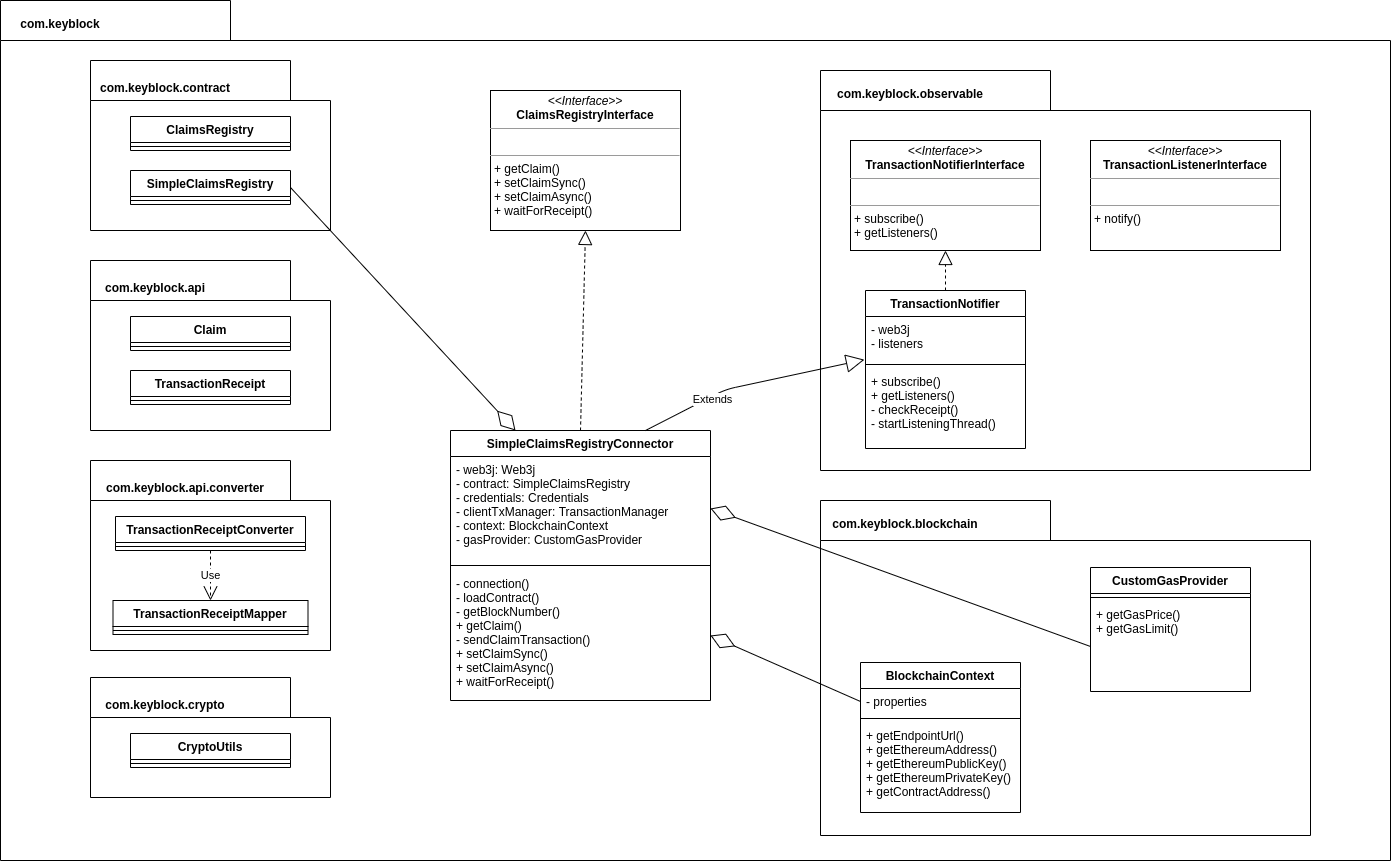 com.keyblock
com.keyblock.contract
ClaimsRegistry
SimpleClaimsRegistry
com.keyblock.api
Claim
TransactionReceipt
com.keyblock.api.converter
TransactionReceiptConverter
Use
TransactionReceiptMapper
com.keyblock.crypto
CryptoUtils
<<Interface>>
ClaimsRegistryInterface
+ getClaim()
+ setClaimSync()
+ setClaimAsync()
+ waitForReceipt()
Extends
SimpleClaimsRegistryConnector
- web3j: Web3j
- contract: SimpleClaimsRegistry
- credentials: Credentials
- clientTxManager: TransactionManager
- context: BlockchainContext
- gasProvider: CustomGasProvider
- connection()
- loadContract()
- getBlockNumber()
+ getClaim()
- sendClaimTransaction()
+ setClaimSync()
+ setClaimAsync()
+ waitForReceipt()
com.keyblock.observable
<<Interface>>
TransactionNotifierInterface
+ subscribe()
+ getListeners()
<<Interface>>
TransactionListenerInterface
+ notify()
TransactionNotifier
- web3j
- listeners
+ subscribe()
+ getListeners()
- checkReceipt()
- startListeningThread()
com.keyblock.blockchain
CustomGasProvider
+ getGasPrice()
+ getGasLimit()
BlockchainContext
- properties
+ getEndpointUrl()
+ getEthereumAddress()
+ getEthereumPublicKey()
+ getEthereumPrivateKey()
+ getContractAddress()